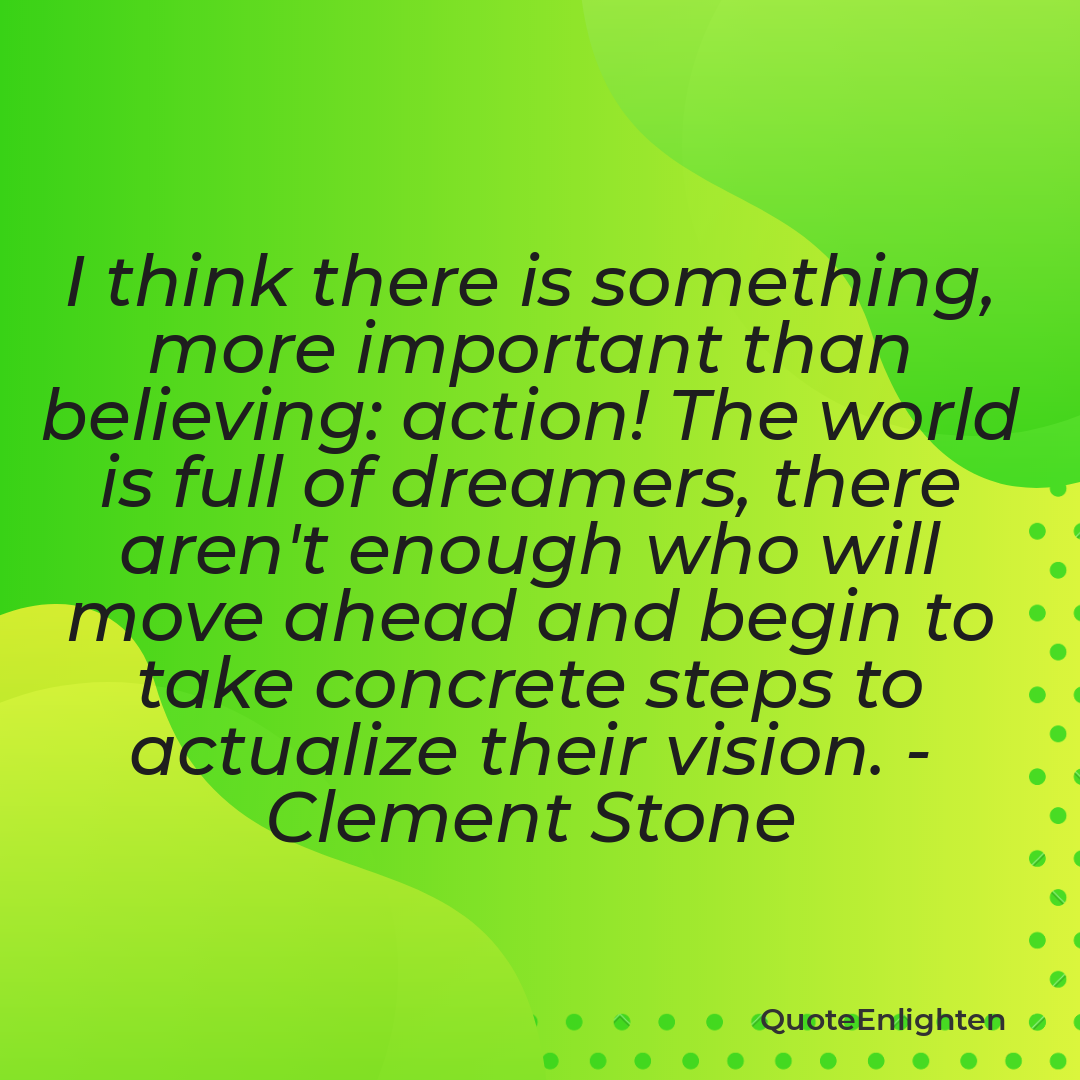 I think there is something,
more important than
believing: action! The world
is full of dreamers, there
aren't enough who will
move ahead and begin to
take concrete steps to
actualize their vision. -
Clement Stone
QuoteEnlighten